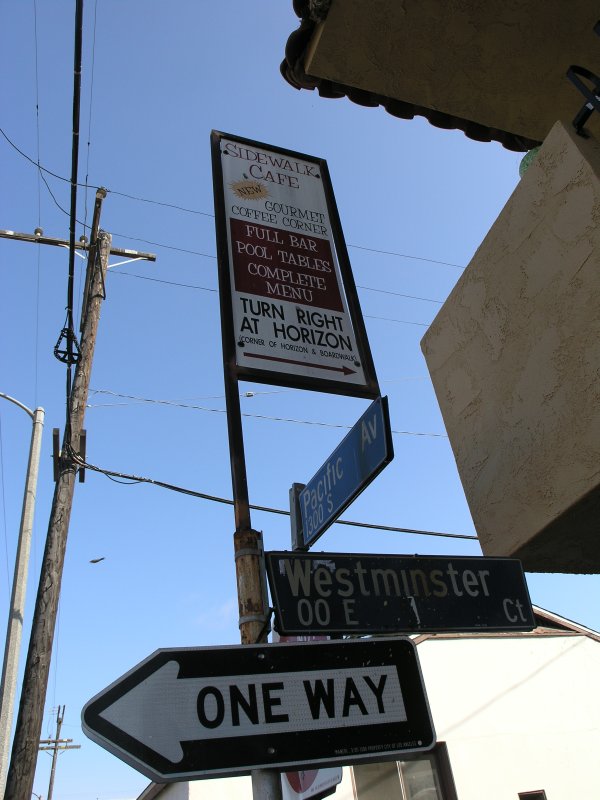 SIDEWALK
CAFE
NEW
GOURMET
COFFEE CORNER
FULL BAR
POOL TABLES
COMPLETE
MENU
TURN RIGHT
AT HORIZON
CORNER OF HORIZON & BOARDWALK
Pacific AV
1300 S
Westminster
00 E 1 Ct
ONE WAY